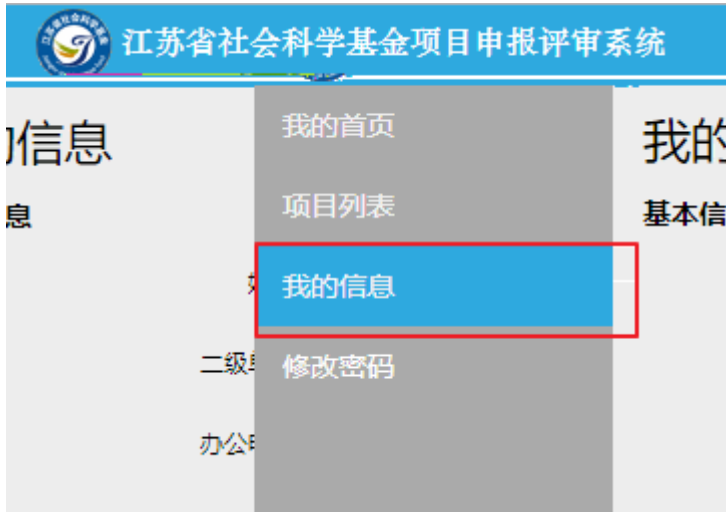 江苏省社会科学基金项目申报评审系统
信息
息
二级
办公
我的首页
项目列表
我的信息
修改密码
我的
基本信